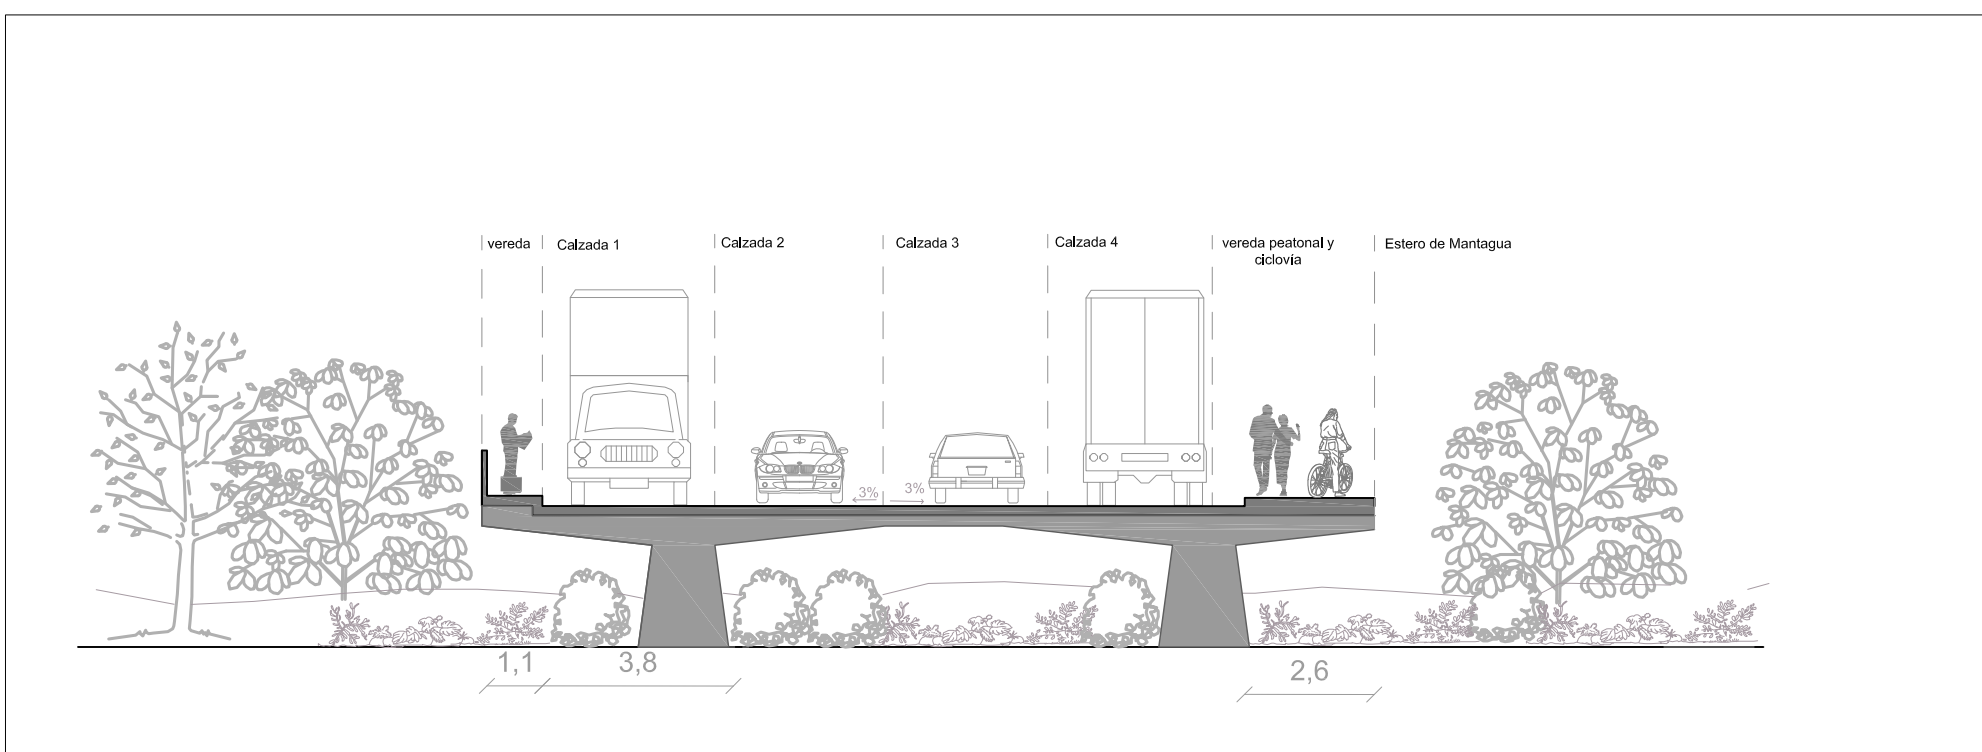 vereda
Calzada 1
Calzada 2
Calzada 3
Calzada 4
vereda peatonal y
ciclovía
Estero de Mantagua
3%
3%
1,1
3,8
2,6